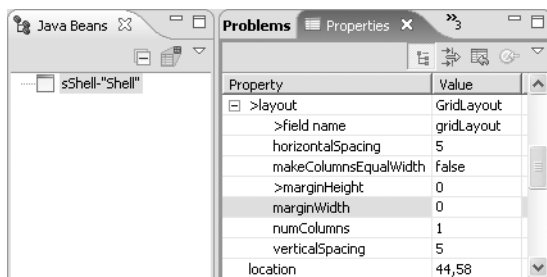 Java Beans
sShell-"Shell"
Problems Properties »3
Property Value
>layout GridLayout
>field name gridLayout
horizontalSpacing 5
makeColumnsEqualWidth false
>marginHeight 0
marginWidth 0
numColumns 1
verticalSpacing 5
location 44,58